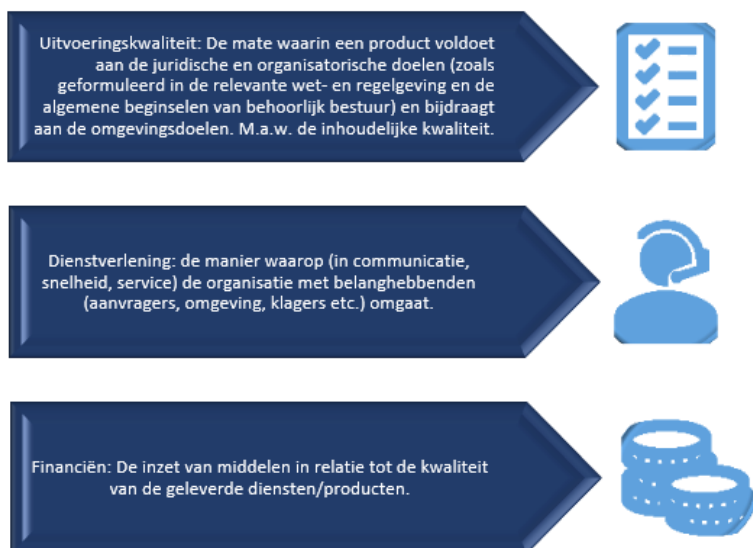 Uitvoeringskwaliteit: De mate waarin een product voldoet
aan de juridische en organisatorische doelen (zoals
geformuleerd in de relevante wet- en regelgeving en de
algemene beginselen van behoorlijk bestuur) en bijdraagt
aan de omgevingsdoelen. M.a.w. de inhoudelijke kwaliteit.
Dienstverlening: de manier waarop (in communicatie,
snelheid, service) de organisatie met belanghebbenden
(aanvragers, omgeving, klagers etc.) omgaat.
Financiën: De inzet van middelen in relatie tot de kwaliteit
van de geleverde diensten/producten.